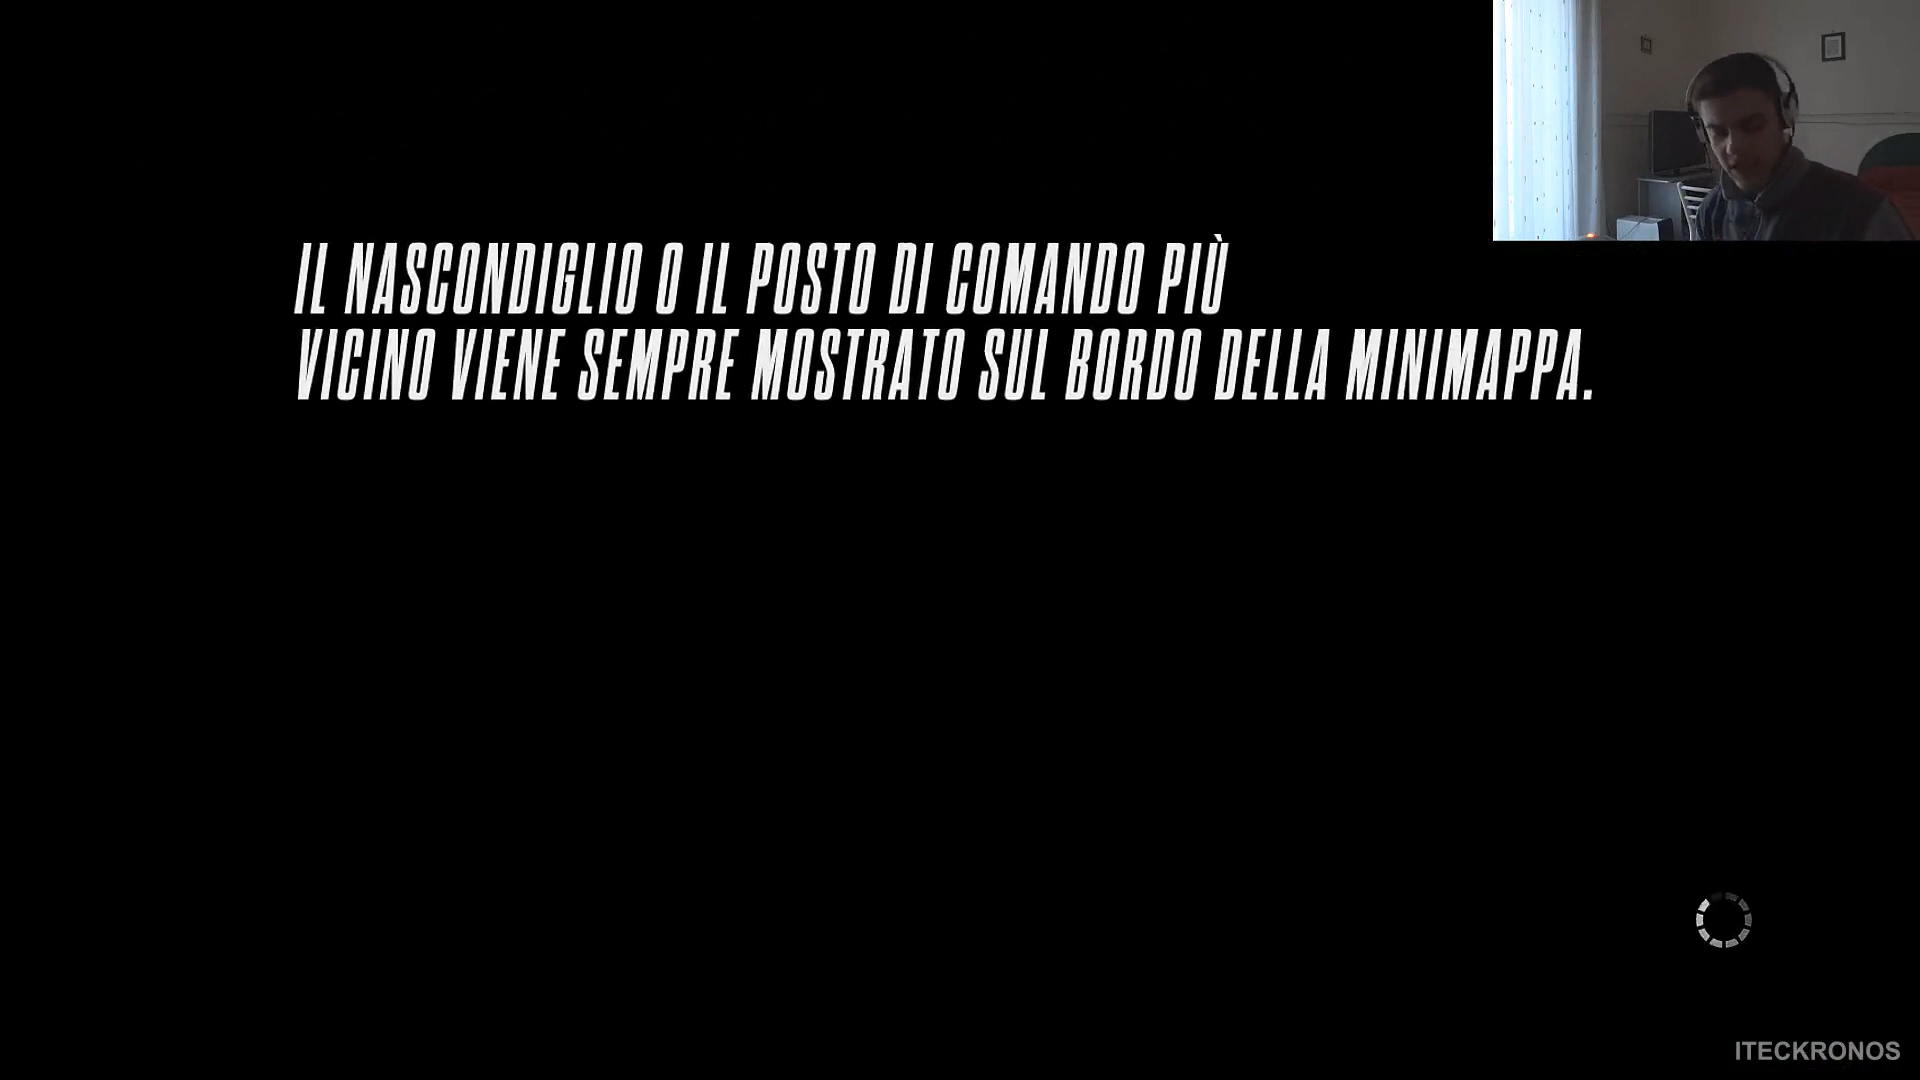 IL NASCONDIGLIO O IL POSTO DI COMANDO PIÙ
VICINO VIENE SEMPRE MOSTRATO SUL BORDO DELLA MINIMAPPA.
ITECKRONOS